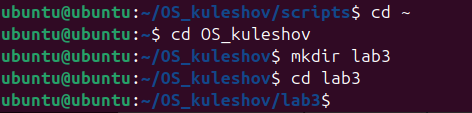 ubuntu@ubuntu:~/OS_kuleshov/scripts$ cd ~
ubuntu@ubuntu:~$ cd OS_kuleshov
ubuntu@ubuntu:~/OS_kuleshov$ mkdir lab3
ubuntu@ubuntu:~/OS_kuleshov$ cd lab3
ubuntu@ubuntu:~/OS_kuleshov/lab3$